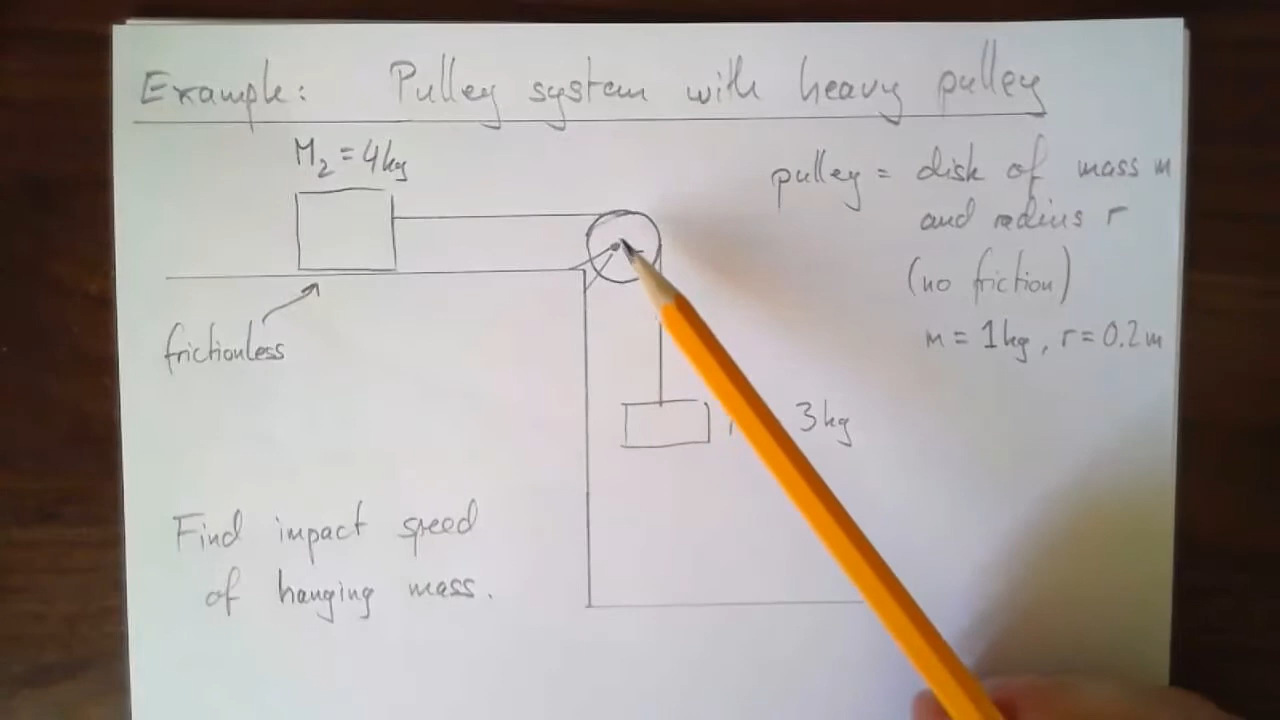 Example: Pulley system with heavy pulley
M₂ = 4kg
pulley = disk of mass m
and radius r
(no friction)
m = 1kg, r = 0.2m
frictionless
3kg
Find impact speed
of hanging mass.